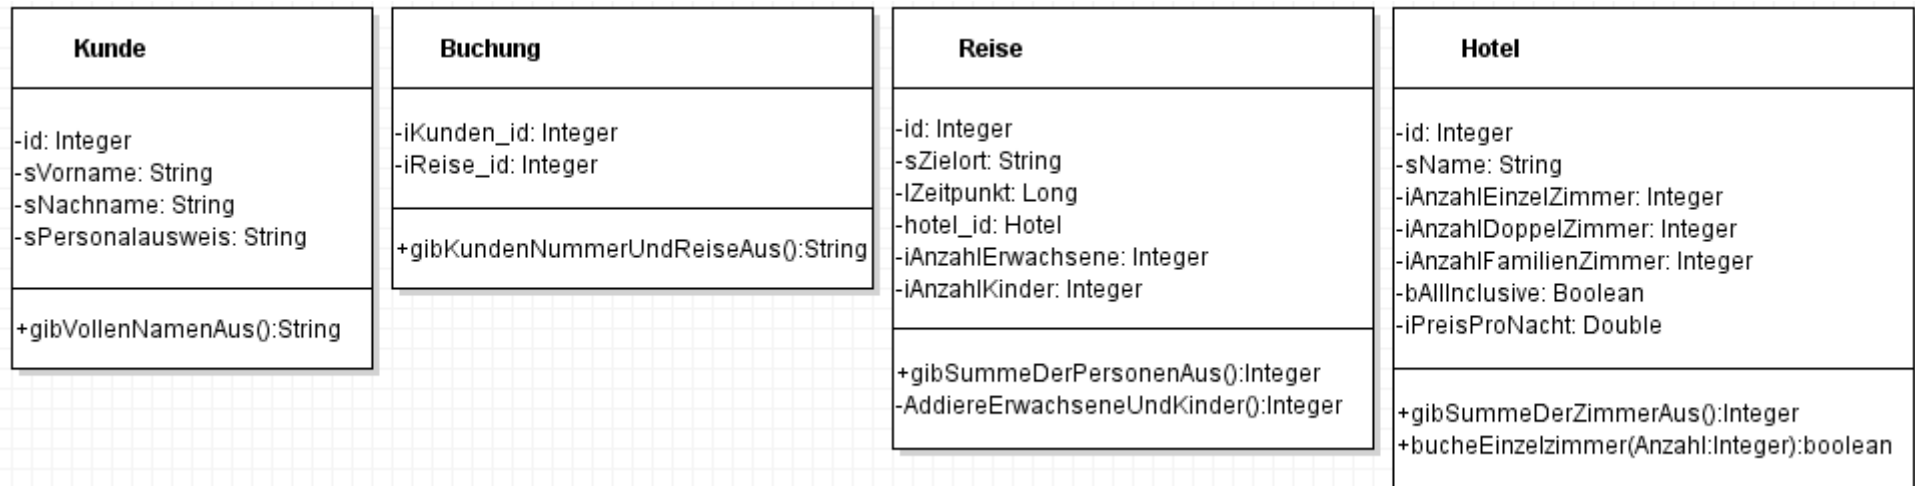 Kunde
-id: Integer
-sVorname: String
-sNachname: String
-sPersonalausweis: String
+gibVollenNamenAus():String
Buchung
-iKunden_id: Integer
-iReise_id: Integer
+gibKundenNummerUndReiseAus():String
Reise
-id: Integer
-sZielort: String
-lZeitpunkt: Long
-hotel_id: Hotel
-iAnzahlErwachsene: Integer
-iAnzahlKinder: Integer
+gibSummeDerPersonenAus():Integer
-AddiereErwachseneUndKinder():Integer
Hotel
-id: Integer
-sName: String
-iAnzahlEinzelZimmer: Integer
-iAnzahlDoppelZimmer: Integer
-iAnzahlFamilienZimmer: Integer
-bAllInclusive: Boolean
-iPreisProNacht: Double
+gibSummeDerZimmerAus():Integer
+bucheEinzelzimmer(Anzahl:Integer):boolean